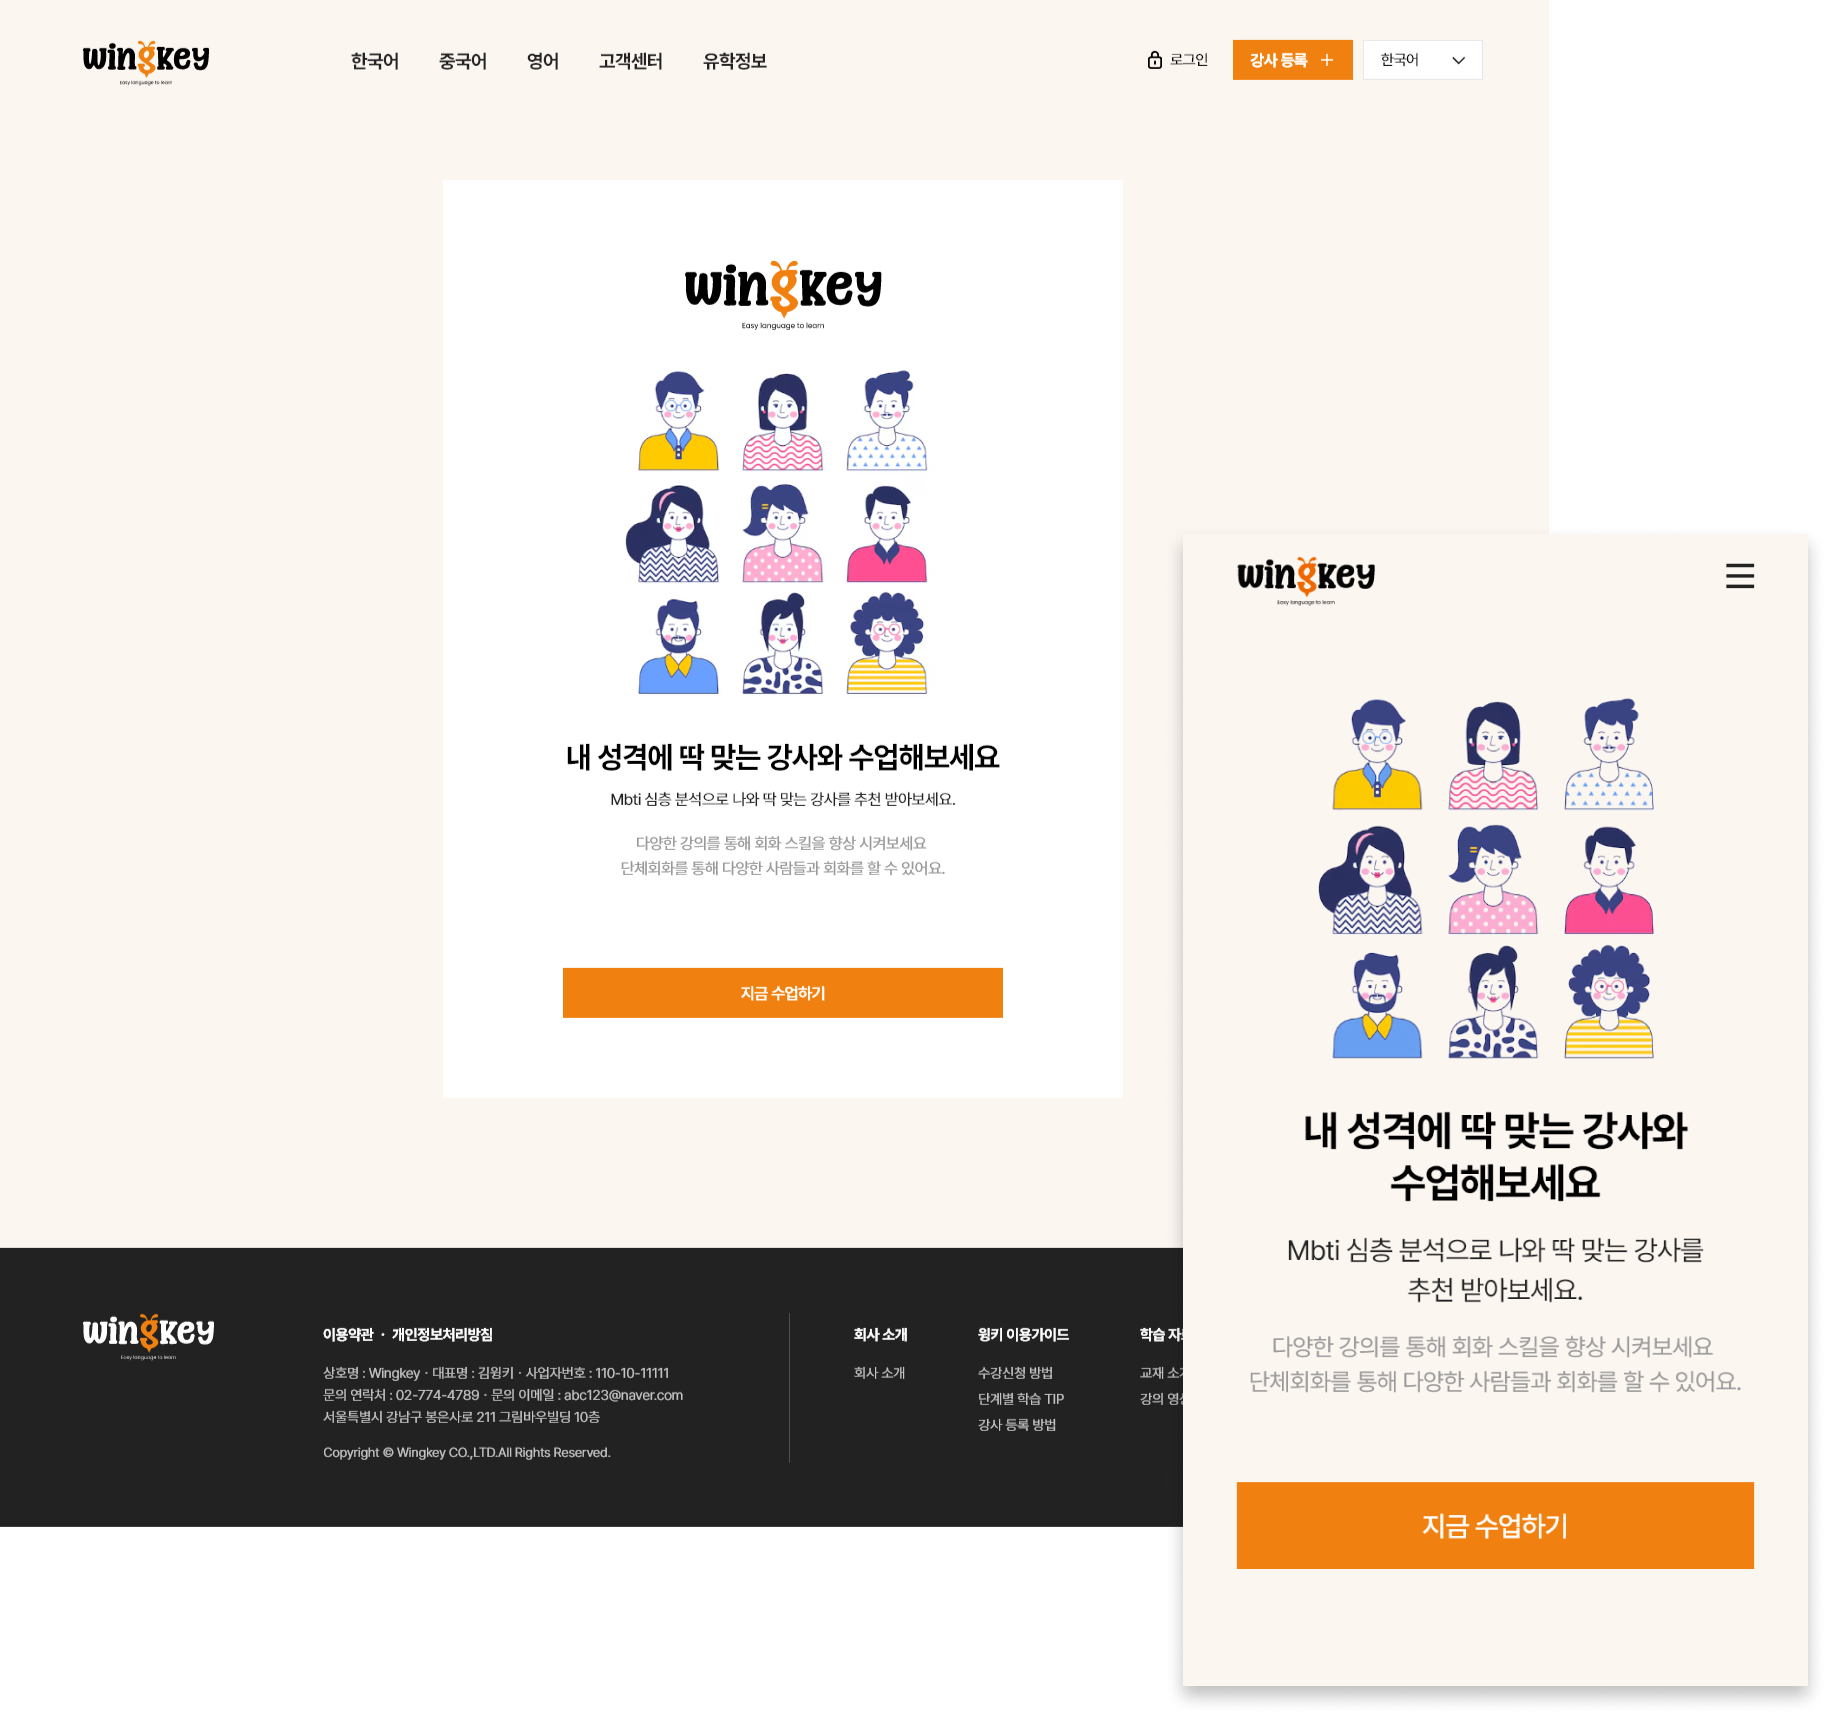 wingkey
Easy language to learn
한국어 중국어 영어 고객센터 유학정보
로그인
강사 등록 +
한국어
wingkey
Easy language to learn
내 성격에 딱 맞는 강사와 수업해보세요
Mbti 심층 분석으로 나와 딱 맞는 강사를 추천 받아보세요.
다양한 강의를 통해 회화 스킬을 향상 시켜보세요
단체회화를 통해 다양한 사람들과 회화를 할 수 있어요.
지금 수업하기
wingkey
Easy language to learn
이용약관 · 개인정보처리방침
상호명 : Wingkey · 대표명 : 김윙키 · 사업자번호 : 110-10-11111
문의 연락처 : 02-774-4789 · 문의 이메일 : abc123@naver.com
서울특별시 강남구 봉은사로 211 그림바우빌딩 10층
Copyright © Wingkey CO.,LTD.All Rights Reserved.
회사 소개
회사 소개
윙키 이용가이드
수강신청 방법
단계별 학습 TIP
강사 등록 방법
학습
교재
강의
wingkey
Easy language to learn
내 성격에 딱 맞는 강사와
수업해보세요
Mbti 심층 분석으로 나와 딱 맞는 강사를
추천 받아보세요.
다양한 강의를 통해 회화 스킬을 향상 시켜보세요
단체회화를 통해 다양한 사람들과 회화를 할 수 있어요.
지금 수업하기